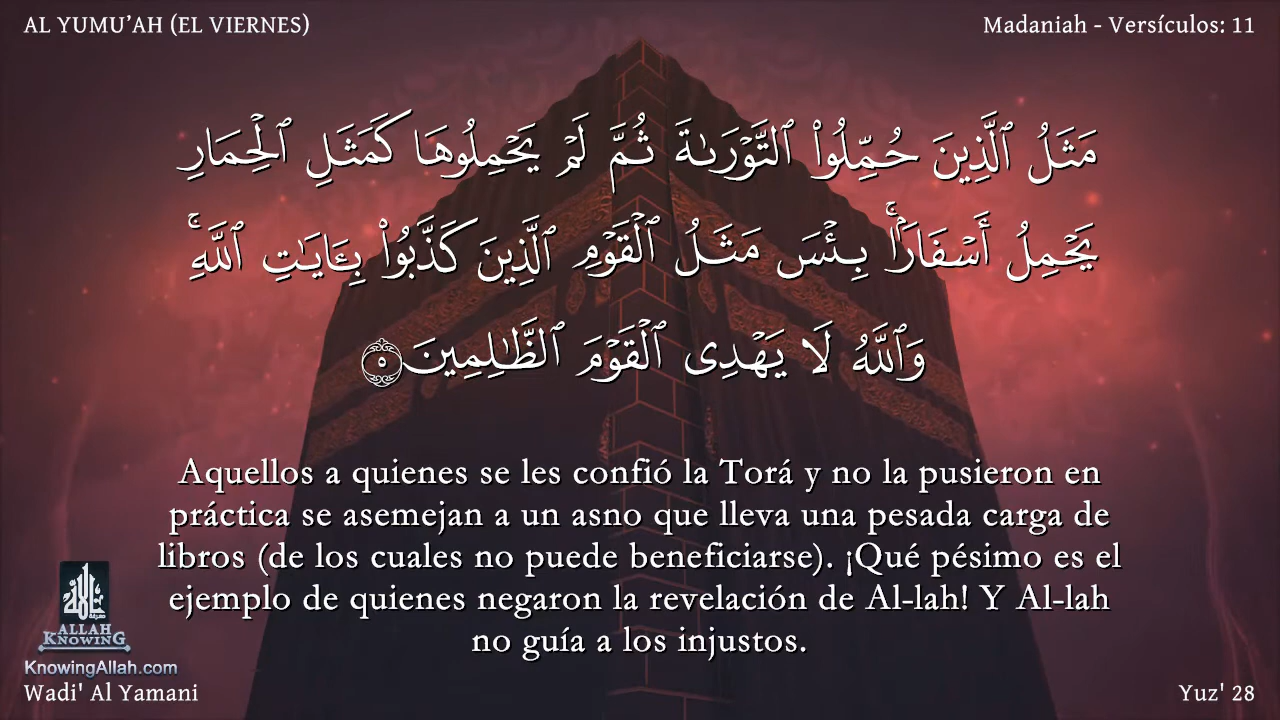 AL YUMU’AH (EL VIERNES)
Madaniah - Versículos: 11
مَثَلُ ٱلَّذِينَ حُمِّلُوا۟ ٱلتَّوْرَىٰةَ ثُمَّ لَمْ يَحْمِلُوهَا كَمَثَلِ ٱلْحِمَارِ
يَحْمِلُ أَسْفَارًۢا ۚ بِئْسَ مَثَلُ ٱلْقَوْمِ ٱلَّذِينَ كَذَّبُوا۟ بِـَٔايَـٰتِ ٱللَّهِ ۚ
وَٱللَّهُ لَا يَهْدِى ٱلْقَوْمَ ٱلظَّـٰلِمِينَ ٥
Aquellos a quienes se les confió la Torá y no la pusieron en
práctica se asemejan a un asno que lleva una pesada carga de
libros (de los cuales no puede beneficiarse). ¡Qué pésimo es el
ejemplo de quienes negaron la revelación de Al-lah! Y Al-lah
no guía a los injustos.
ALLAH
KNOWING
KnowingAllah.com
Wadi' Al Yamani
Yuz' 28